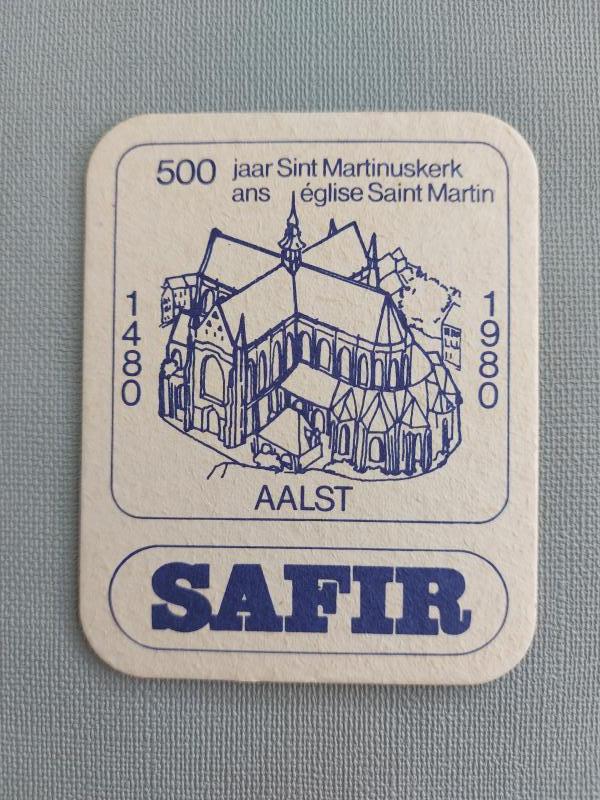 500 jaar Sint Martinuskerk
ans église Saint Martin
1480
1980
AALST
SAFIR